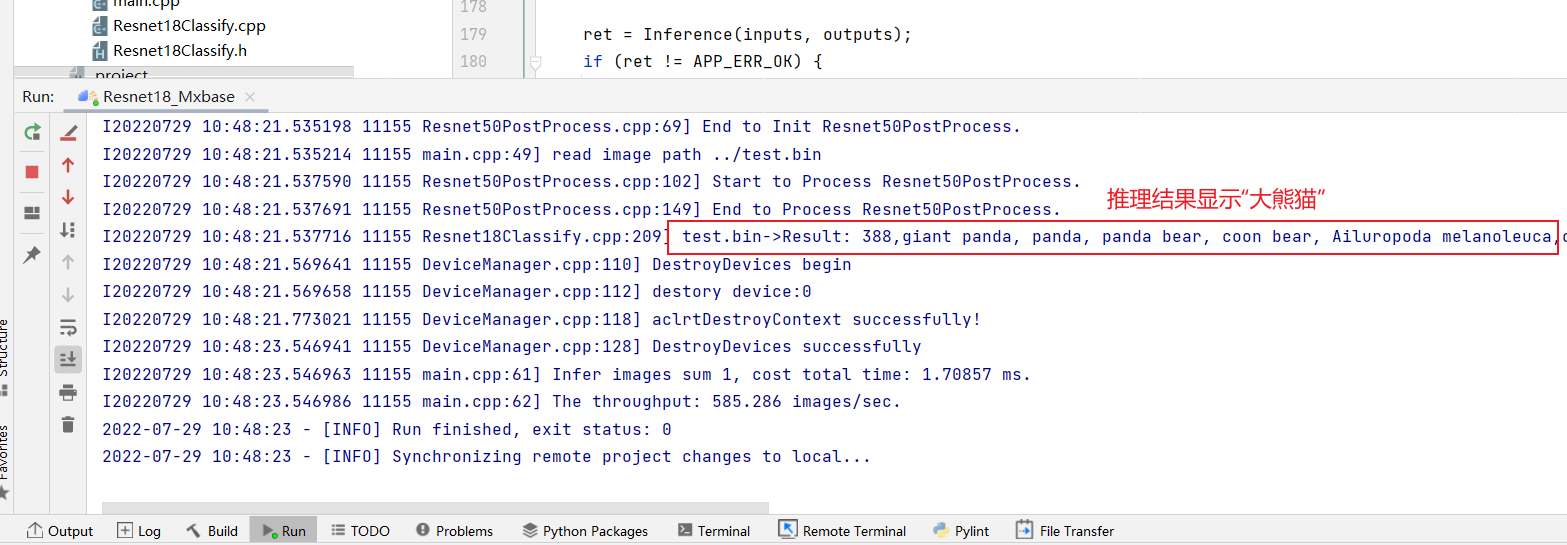 main.cpp
Resnet18Classify.cpp
Resnet18Classify.h
project
178
179 ret = Inference(inputs, outputs);
180 if (ret != APP_ERR_OK) {
Run: Resnet18_Mxbase
I20220729 10:48:21.535198 11155 Resnet50PostProcess.cpp:69] End to Init Resnet50PostProcess.
I20220729 10:48:21.535214 11155 main.cpp:49] read image path ../test.bin
I20220729 10:48:21.537590 11155 Resnet50PostProcess.cpp:102] Start to Process Resnet50PostProcess.
I20220729 10:48:21.537691 11155 Resnet50PostProcess.cpp:149] End to Process Resnet50PostProcess.
推理结果显示“大熊猫”
I20220729 10:48:21.537716 11155 Resnet18Classify.cpp:209] test.bin->Result: 388,giant panda, panda, panda bear, coon bear, Ailuropoda melanoleuca,
I20220729 10:48:21.569641 11155 DeviceManager.cpp:110] DestroyDevices begin
I20220729 10:48:21.569658 11155 DeviceManager.cpp:112] destory device:0
I20220729 10:48:21.773021 11155 DeviceManager.cpp:118] aclrtDestroyContext successfully!
I20220729 10:48:23.546941 11155 DeviceManager.cpp:128] DestroyDevices successfully
I20220729 10:48:23.546963 11155 main.cpp:61] Infer images sum 1, cost total time: 1.70857 ms.
I20220729 10:48:23.546986 11155 main.cpp:62] The throughput: 585.286 images/sec.
2022-07-29 10:48:23 - [INFO] Run finished, exit status: 0
2022-07-29 10:48:23 - [INFO] Synchronizing remote project changes to local...
Structure
Favorites
Output Log Build Run TODO Problems Python Packages Terminal Remote Terminal Pylint File Transfer